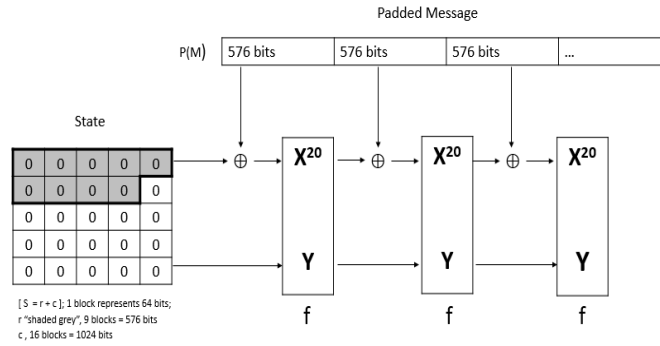 Padded Message
P(M) 576 bits 576 bits 576 bits ...
State
0 0 0 0 0
0 0 0 0 0
0 0 0 0 0
0 0 0 0 0
0 0 0 0 0
⊕ X²⁰ ⊕ X²⁰ ⊕ X²⁰
Y Y Y
f f f
[ S = r + c ]; 1 block represents 64 bits;
r "shaded grey", 9 blocks = 576 bits
c , 16 blocks = 1024 bits